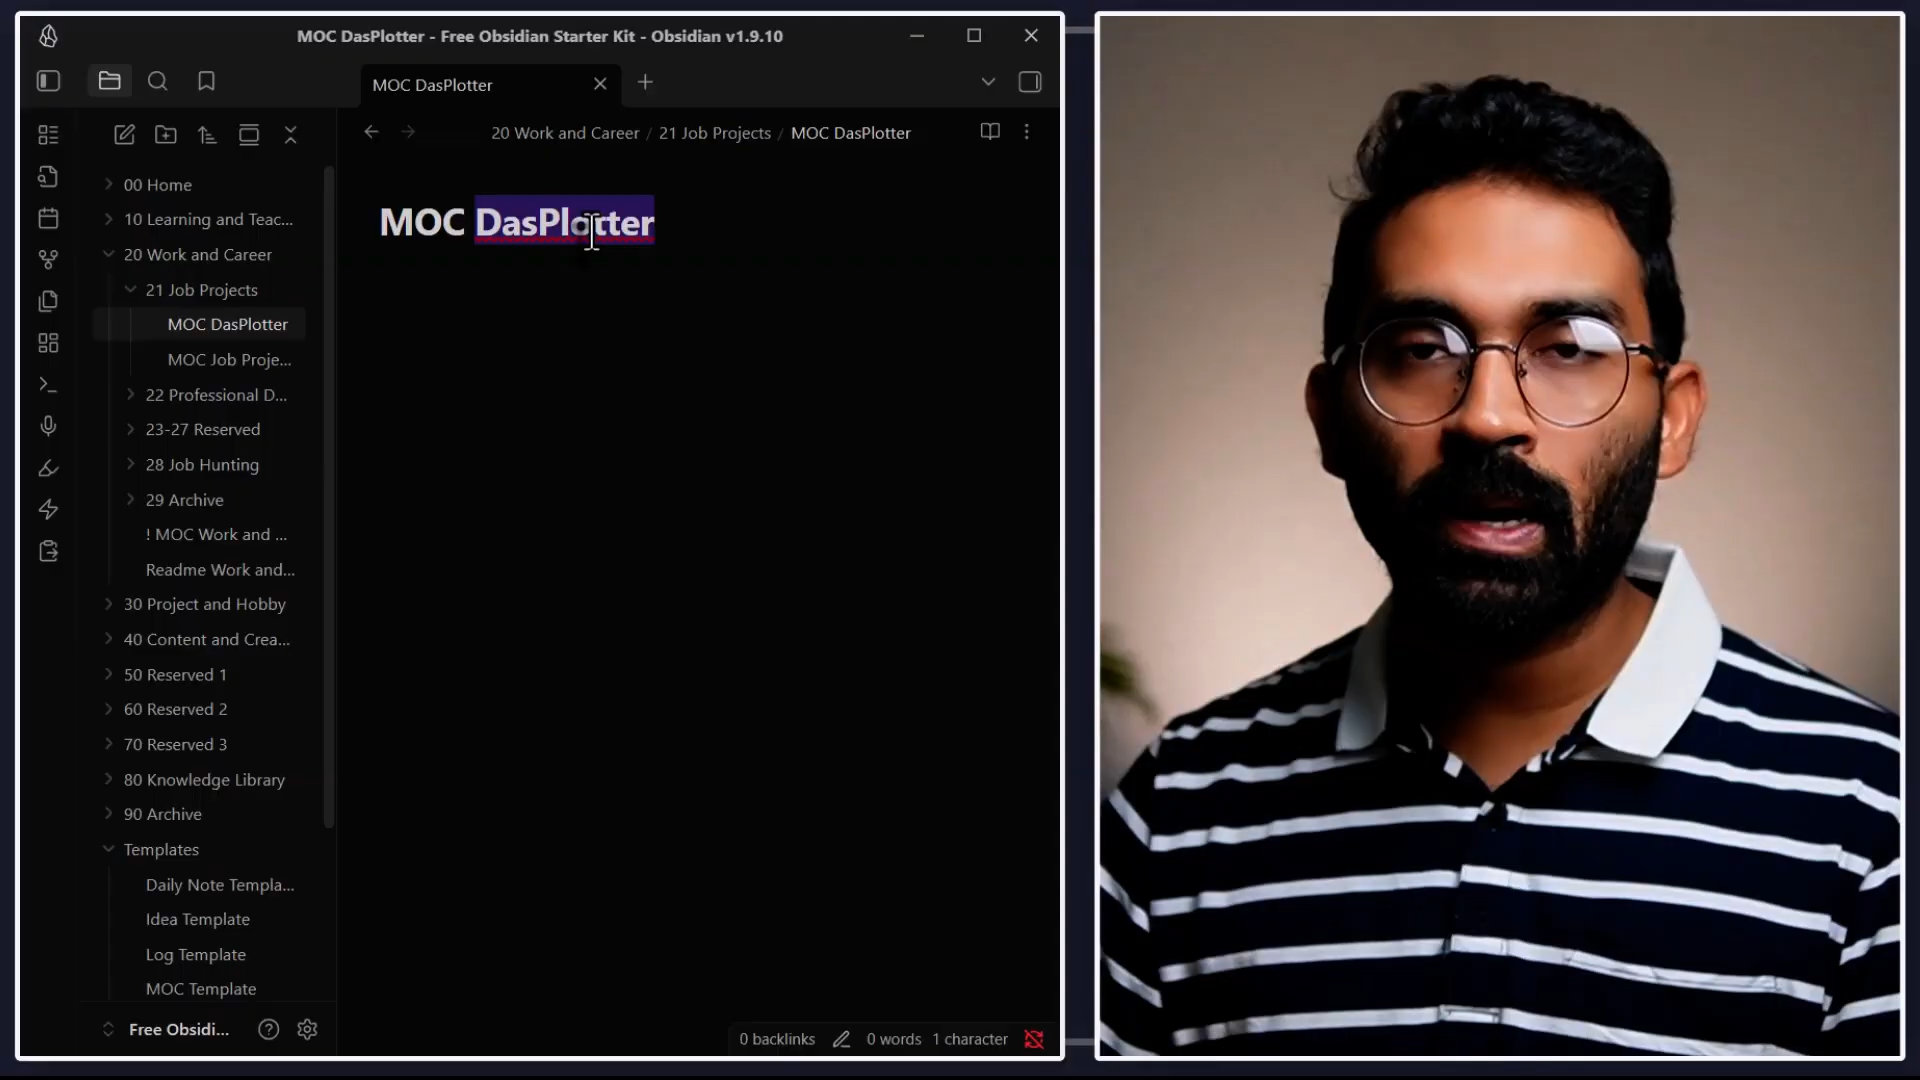 MOC DasPlotter - Free Obsidian Starter Kit - Obsidian v1.9.10
MOC DasPlotter
20 Work and Career / 21 Job Projects / MOC DasPlotter
MOC DasPlotter
00 Home
10 Learning and Teac...
20 Work and Career
21 Job Projects
MOC DasPlotter
MOC Job Proje...
22 Professional D...
23-27 Reserved
28 Job Hunting
29 Archive
! MOC Work and ...
Readme Work and...
30 Project and Hobby
40 Content and Crea...
50 Reserved 1
60 Reserved 2
70 Reserved 3
80 Knowledge Library
90 Archive
Templates
Daily Note Templa...
Idea Template
Log Template
MOC Template
Free Obsidi...
0 backlinks 0 words 1 character